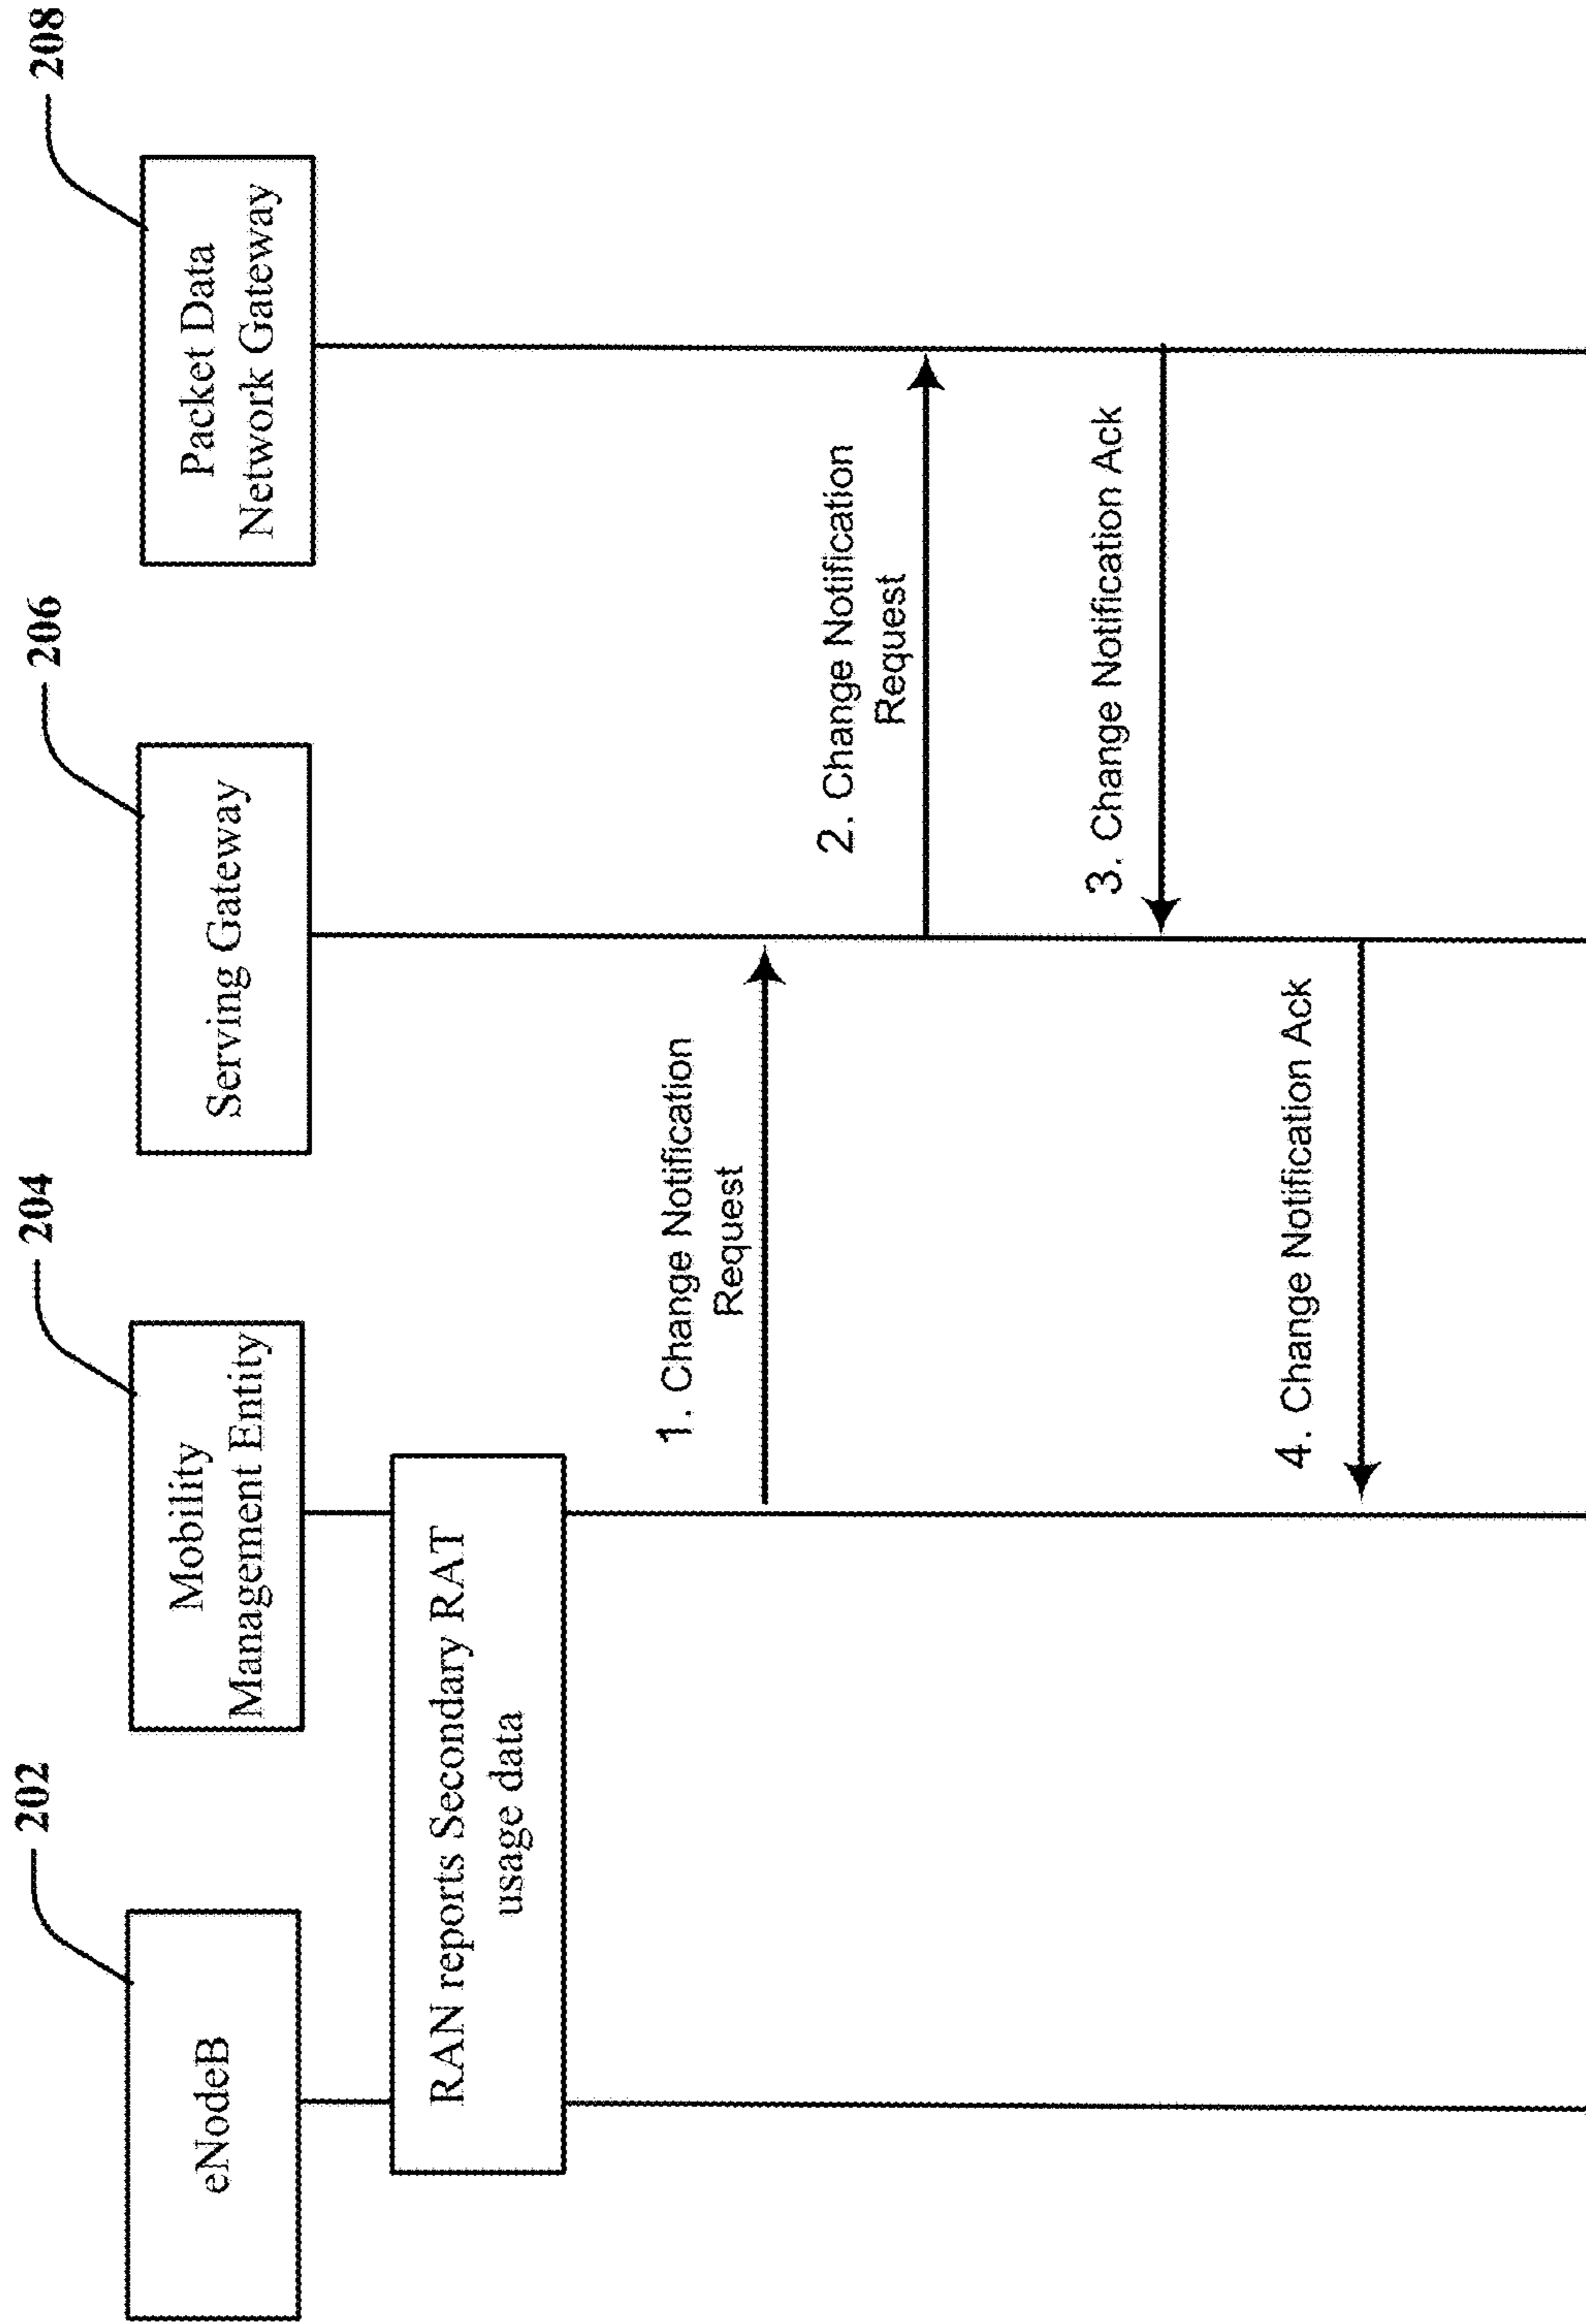 202
204
206
208
eNodeB
Mobility
Management Entity
Serving Gateway
Packet Data
Network Gateway
RAN reports Secondary RAT
usage data
1. Change Notification
Request
2. Change Notification
Request
3. Change Notification Ack
4. Change Notification Ack